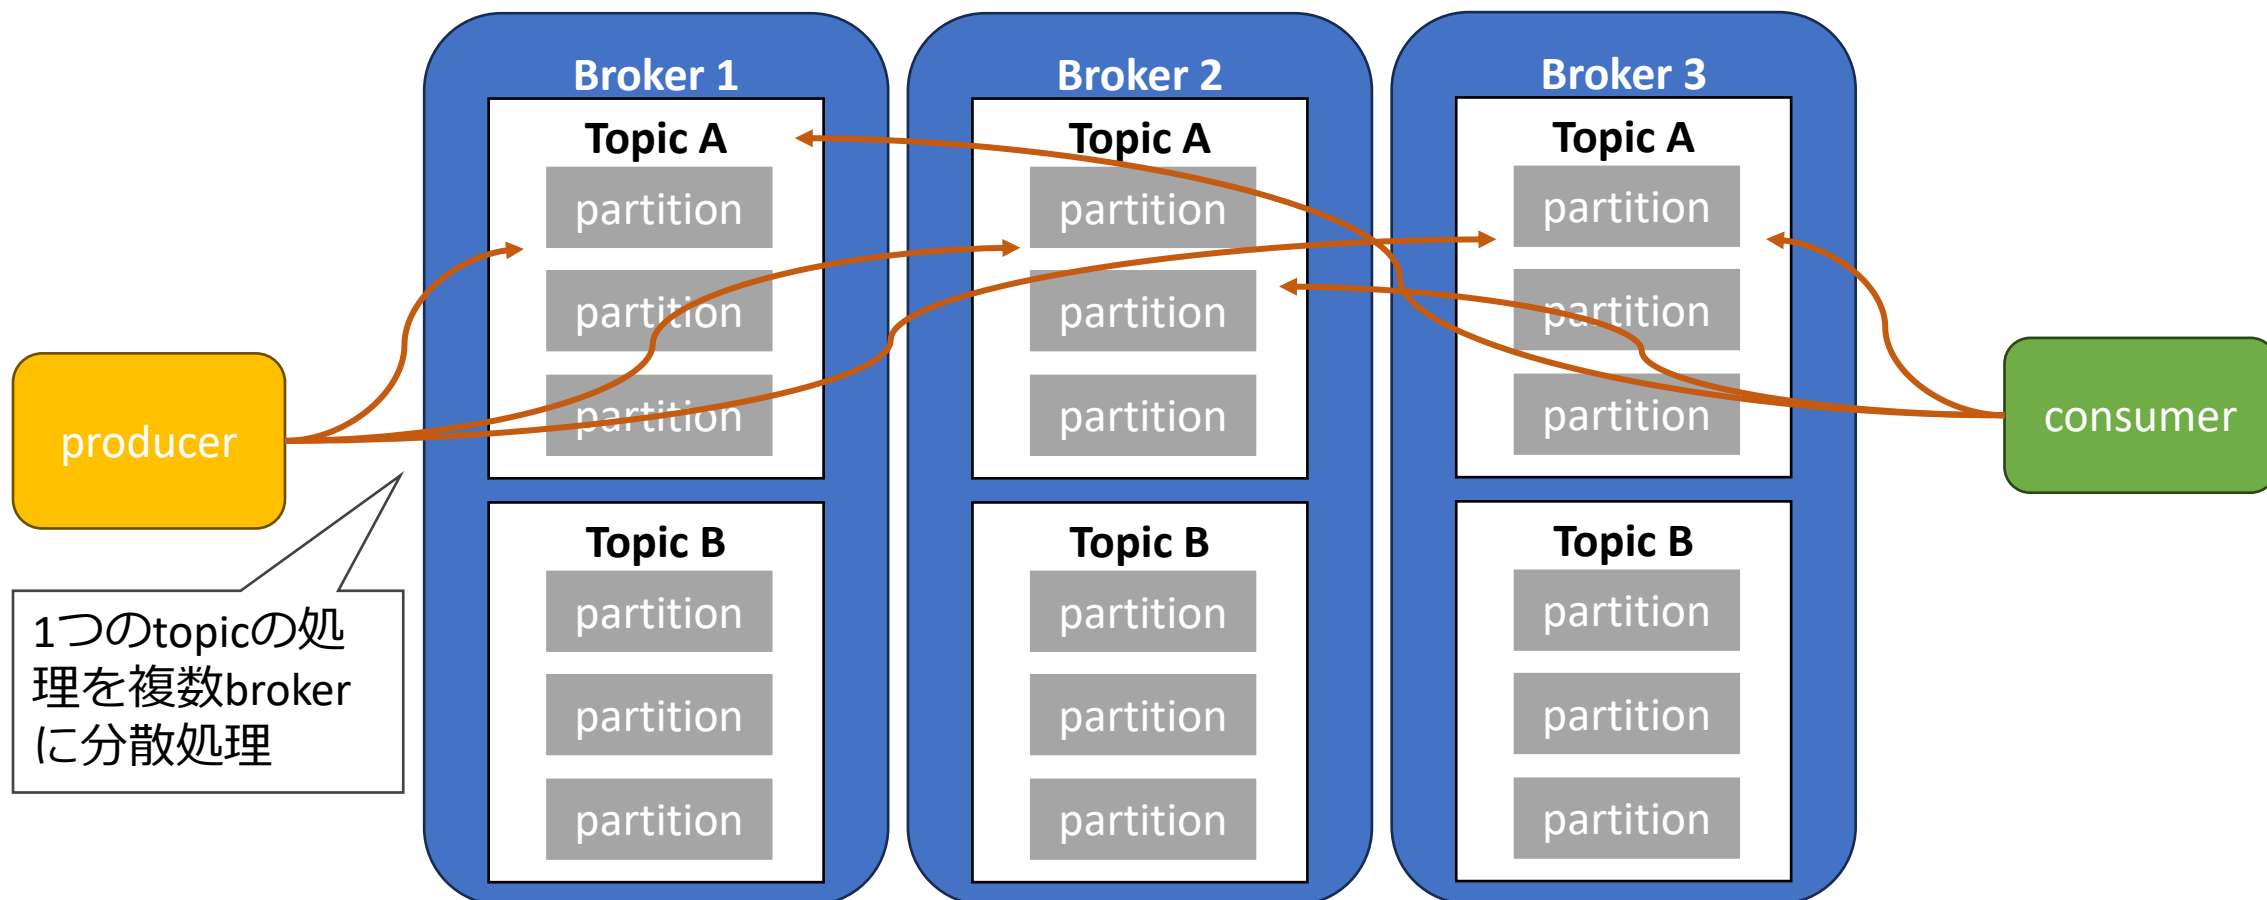 Broker 1
Topic A
partition
partition
partition
Topic B
partition
partition
partition
Broker 2
Topic A
partition
partition
partition
Topic B
partition
partition
partition
Broker 3
Topic A
partition
partition
partition
Topic B
partition
partition
partition
producer
consumer
1つのtopicの処
理を複数broker
に分散処理